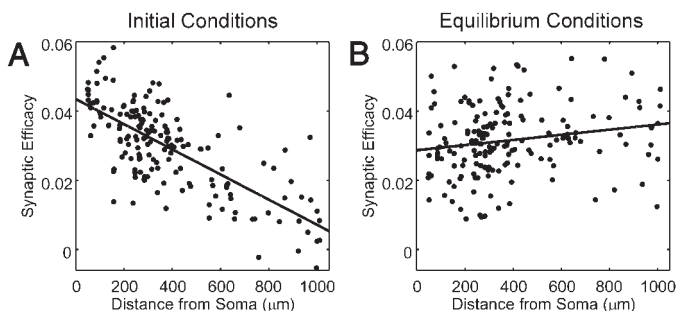 Initial Conditions
Equilibrium Conditions
A
B
Synaptic Efficacy
0.06
0.04
0.02
0
0 200 400 600 800 1000
Distance from Soma (μm)
Synaptic Efficacy
0.06
0.04
0.02
0
0 200 400 600 800 1000
Distance from Soma (μm)